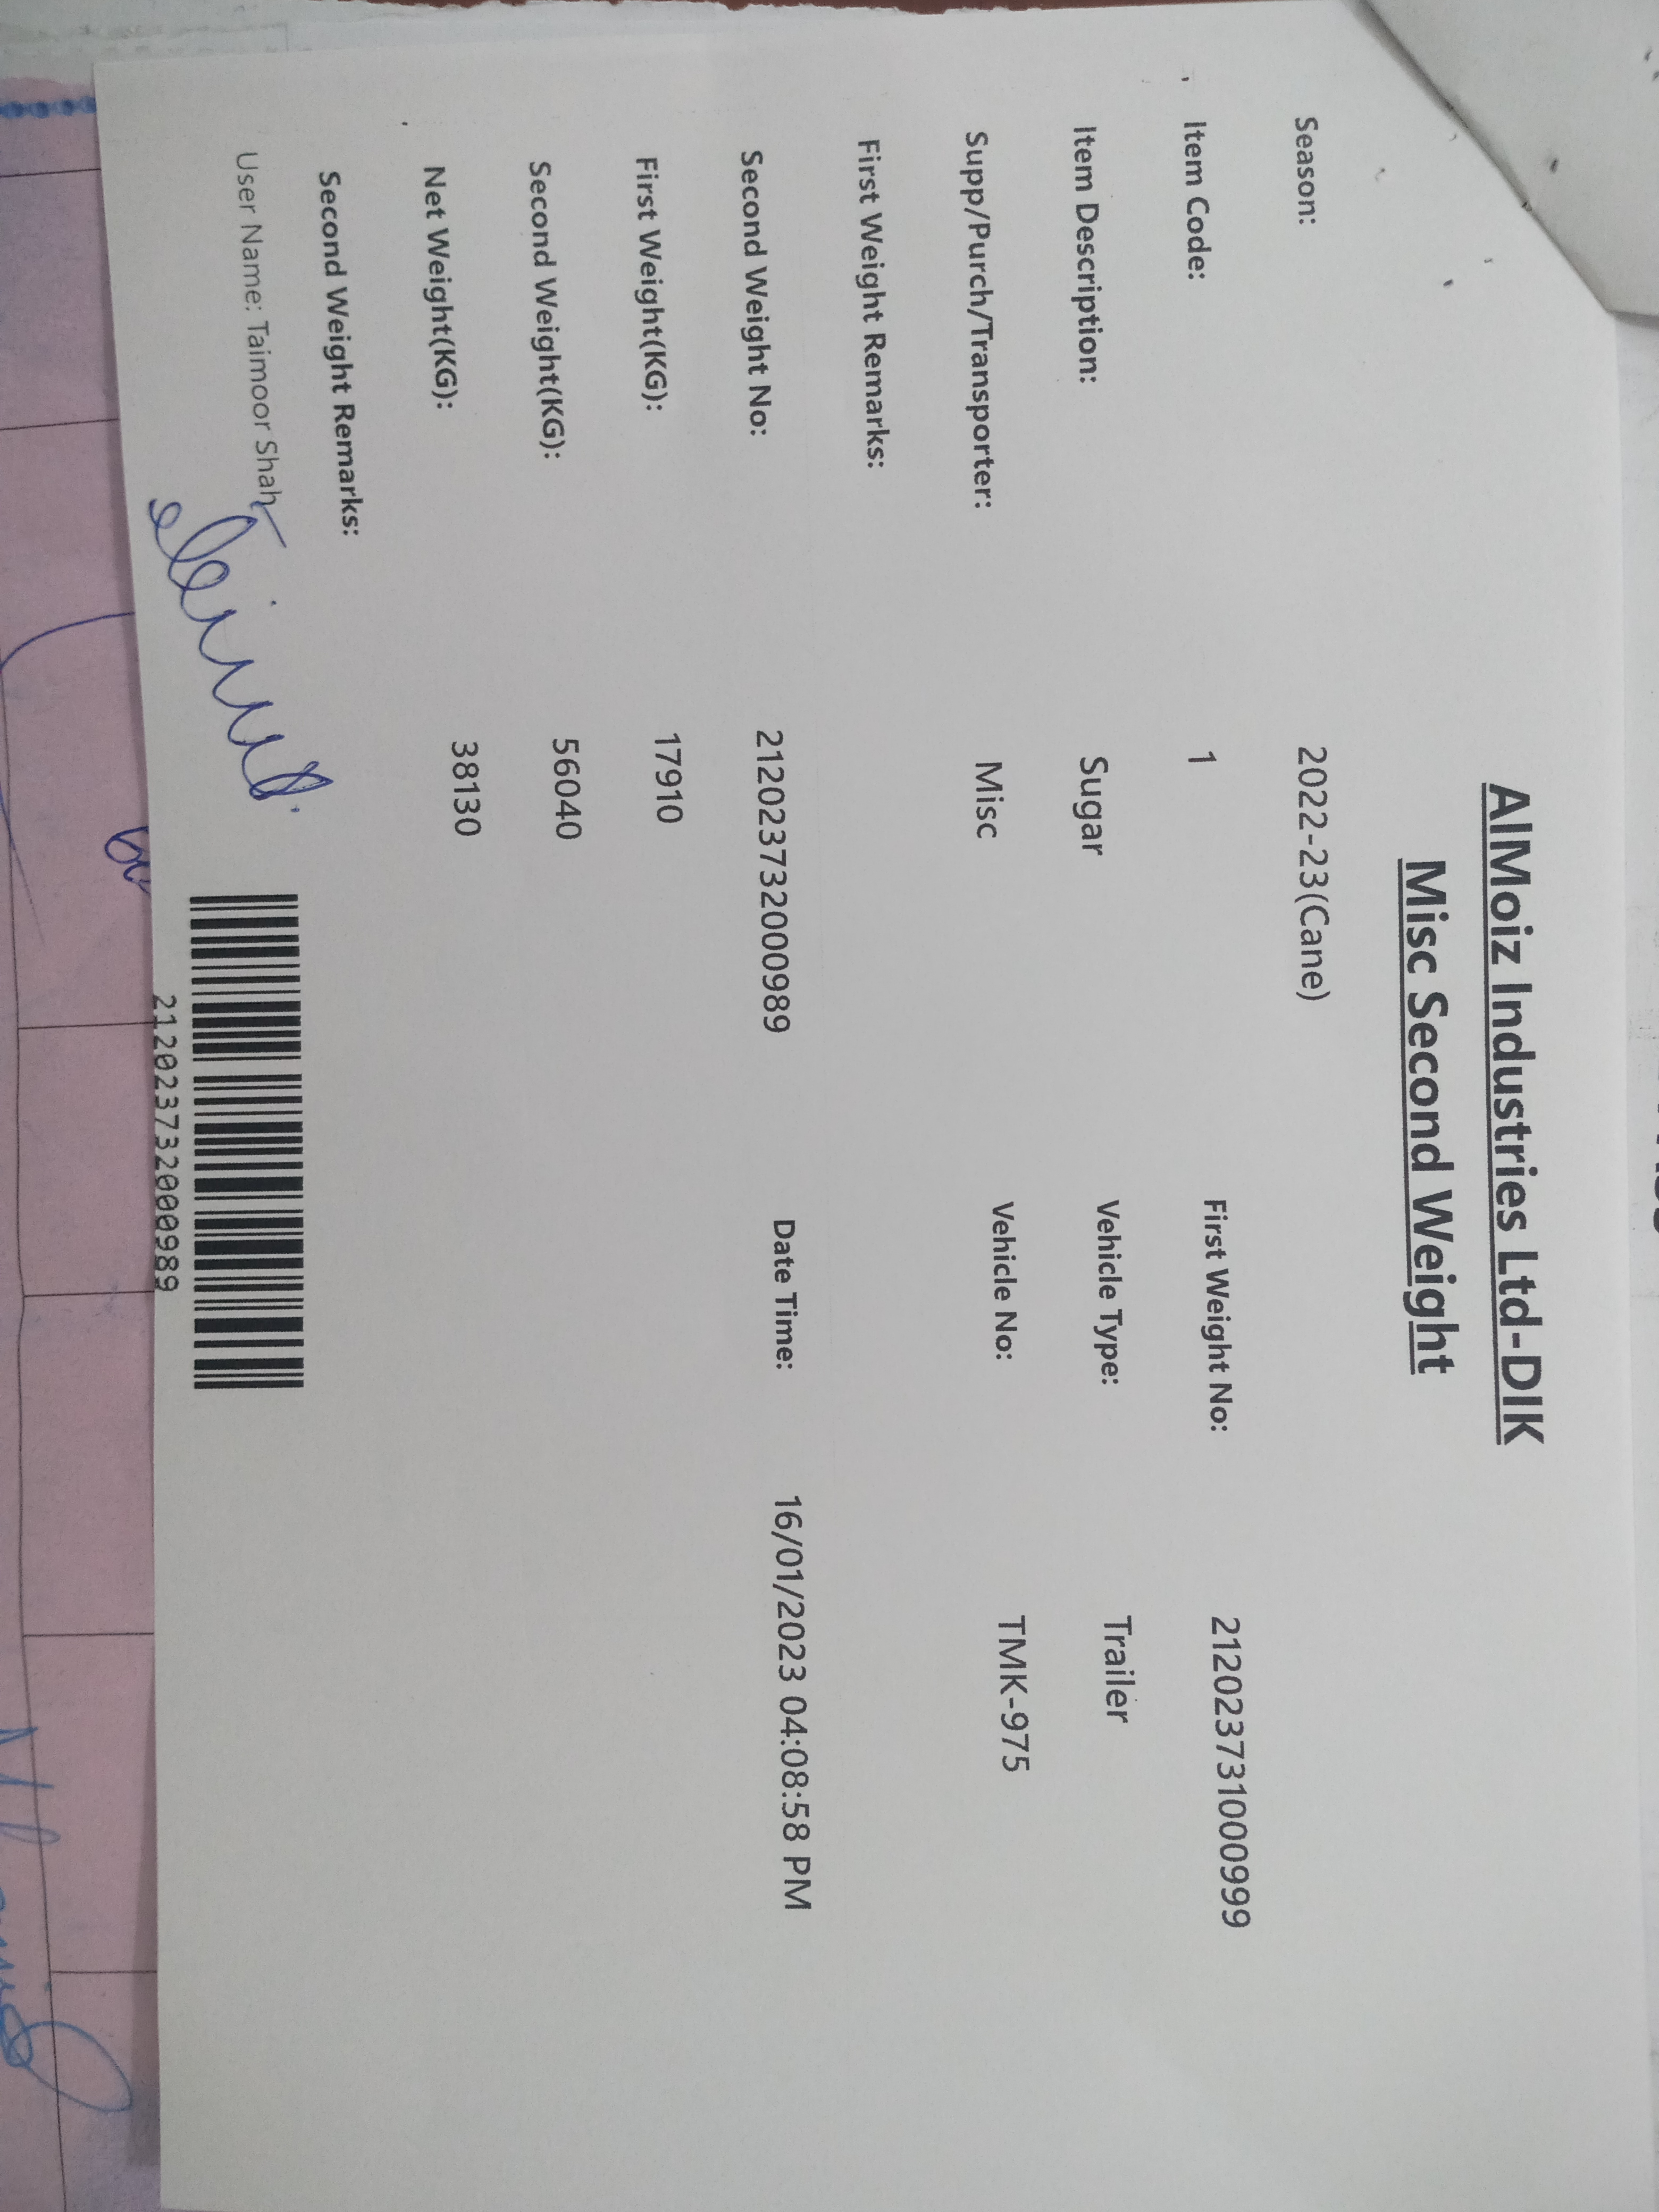 AlMoiz Industries Ltd-DIK
Misc Second Weight
Season: 2022-23(Cane)
Item Code: 1 First Weight No: 212023731000999
Item Description: Sugar Vehicle Type: Trailer
Supp/Purch/Transporter: Misc Vehicle No: TMK-975
First Weight Remarks:
Second Weight No: 212023732000989 Date Time: 16/01/2023 04:08:58 PM
First Weight(KG): 17910
Second Weight(KG): 56040
Net Weight(KG): 38130
Second Weight Remarks:
User Name: Taimoor Shah
212023732000989